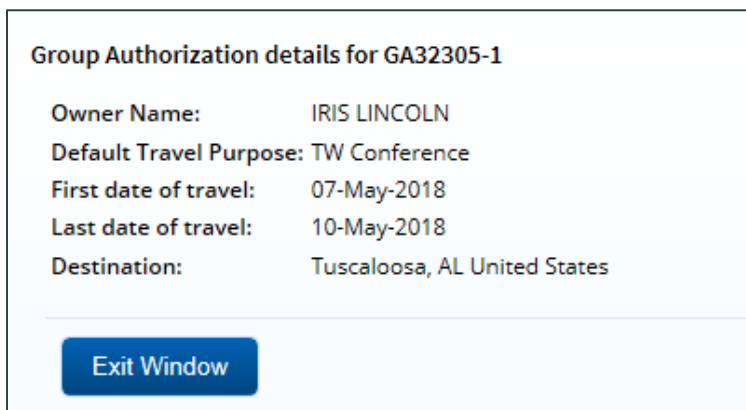 Group Authorization details for GA32305-1
Owner Name: IRIS LINCOLN
Default Travel Purpose: TW Conference
First date of travel: 07-May-2018
Last date of travel: 10-May-2018
Destination: Tuscaloosa, AL United States
Exit Window